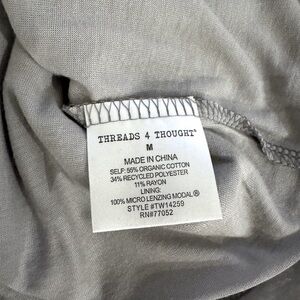 THREADS 4 THOUGHT®
M
MADE IN CHINA
SELF: 55% ORGANIC COTTON
34% RECYCLED POLYESTER
11% RAYON
LINING:
100% MICRO LENZING MODAL®
STYLE #TW14259
RN#77052